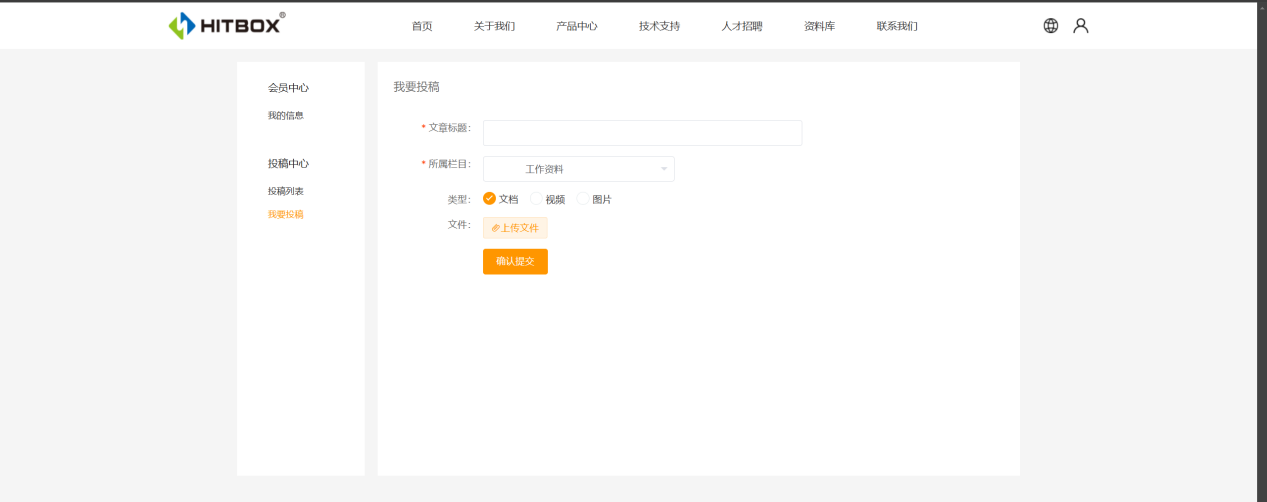 HITBOX®
首页 关于我们 产品中心 技术支持 人才招聘 资料库 联系我们
会员中心
我的信息
投稿中心
投稿列表
我要投稿
我要投稿
* 文章标题：
* 所属栏目： 工作资料
类型： 文档 视频 图片
文件： 上传文件
确认提交